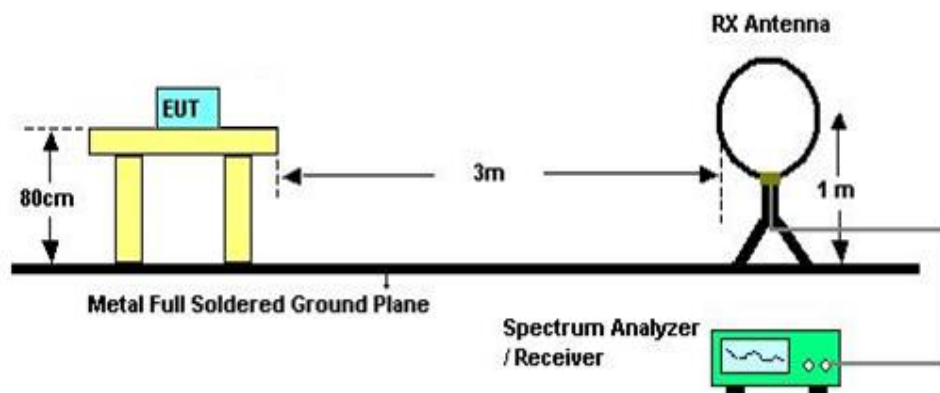 RX Antenna
EUT
80cm
3m
1 m
Metal Full Soldered Ground Plane
Spectrum Analyzer
/ Receiver